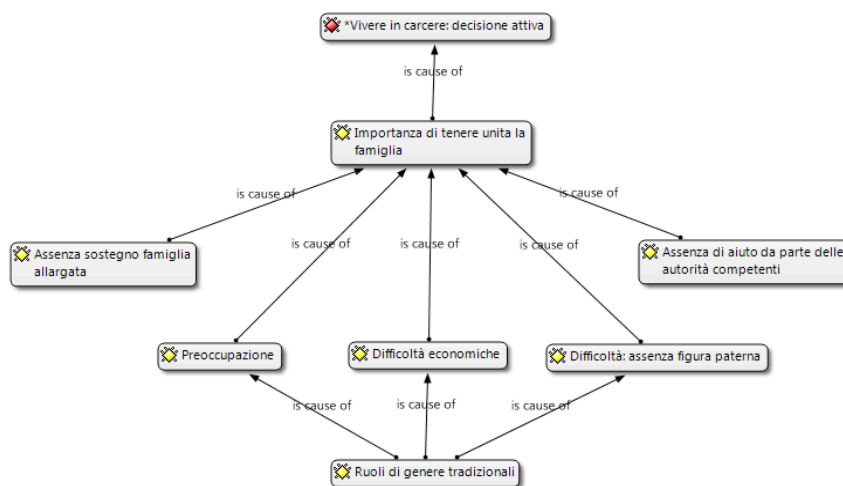 *Vivere in carcere: decisione attiva
is cause of
Importanza di tenere unita la
famiglia
is cause of
is cause of
is cause of
is cause of
is cause of
Assenza sostegno famiglia
allargata
Assenza di aiuto da parte delle
autorità competenti
Preoccupazione
Difficoltà economiche
Difficoltà: assenza figura paterna
is cause of
is cause of
is cause of
Ruoli di genere tradizionali